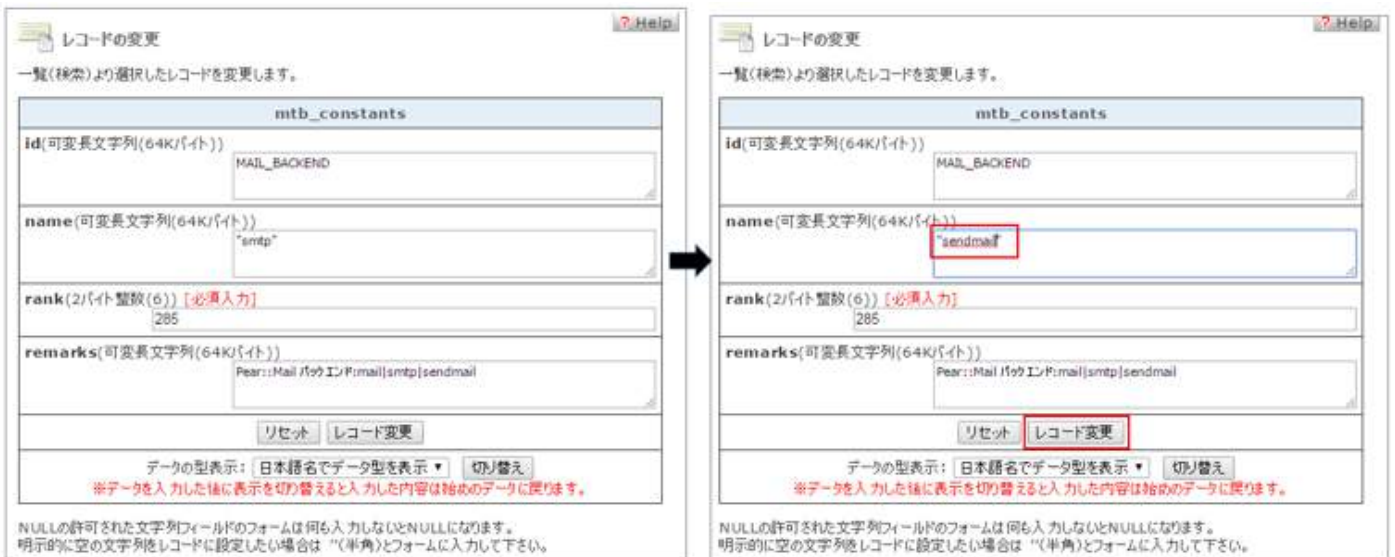 ? Help
レコードの変更
一覧(検索)より選択したレコードを変更します。
mtb_constants
id(可変長文字列(64Kバイト))
MAIL_BACKEND
name(可変長文字列(64Kバイト))
"smtp"
rank(2バイト整数(6)) [必須入力]
285
remarks(可変長文字列(64Kバイト))
Pear::Mail バックエンド:mail|smtp|sendmail
リセット レコード変更
データの型表示: 日本語名でデータ型を表示 ▼ 切り替え
※データを入力した後に表示を切り替えると入力した内容は始めのデータに戻ります。
NULLの許可された文字列フィールドのフォームは何も入力しないとNULLになります。
明示的に空の文字列をレコードに設定したい場合は ''(半角)とフォームに入力して下さい。
? Help
レコードの変更
一覧(検索)より選択したレコードを変更します。
mtb_constants
id(可変長文字列(64Kバイト))
MAIL_BACKEND
name(可変長文字列(64Kバイト))
"sendmail"
rank(2バイト整数(6)) [必須入力]
285
remarks(可変長文字列(64Kバイト))
Pear::Mail バックエンド:mail|smtp|sendmail
リセット レコード変更
データの型表示: 日本語名でデータ型を表示 ▼ 切り替え
※データを入力した後に表示を切り替えると入力した内容は始めのデータに戻ります。
NULLの許可された文字列フィールドのフォームは何も入力しないとNULLになります。
明示的に空の文字列をレコードに設定したい場合は ''(半角)とフォームに入力して下さい。